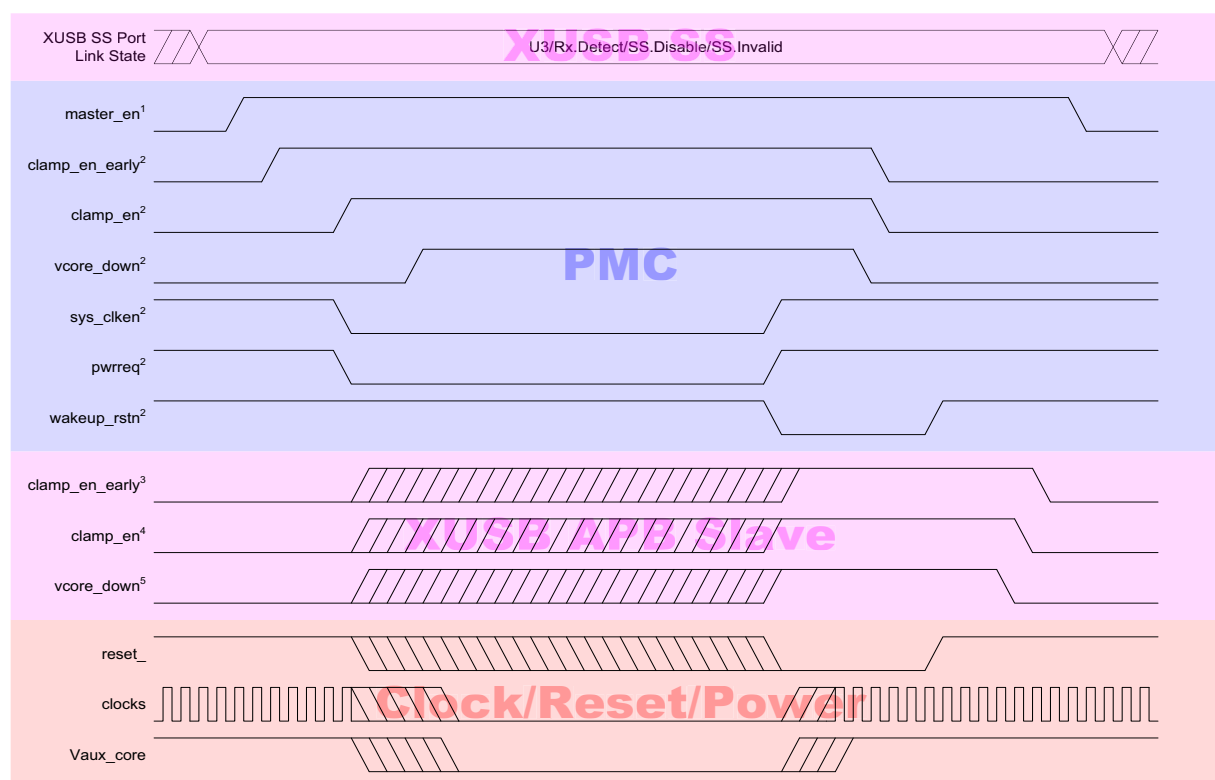 XUSB SS Port
Link State
XUSB SS
U3/Rx.Detect/SS.Disable/SS.Invalid
master_en¹
clamp_en_early²
clamp_en²
vcore_down²
PMC
sys_clken²
pwrreq²
wakeup_rstn²
clamp_en_early³
clamp_en⁴
XUSB APB Slave
vcore_down⁵
reset_
clocks
Clock/Reset/Power
Vaux_core